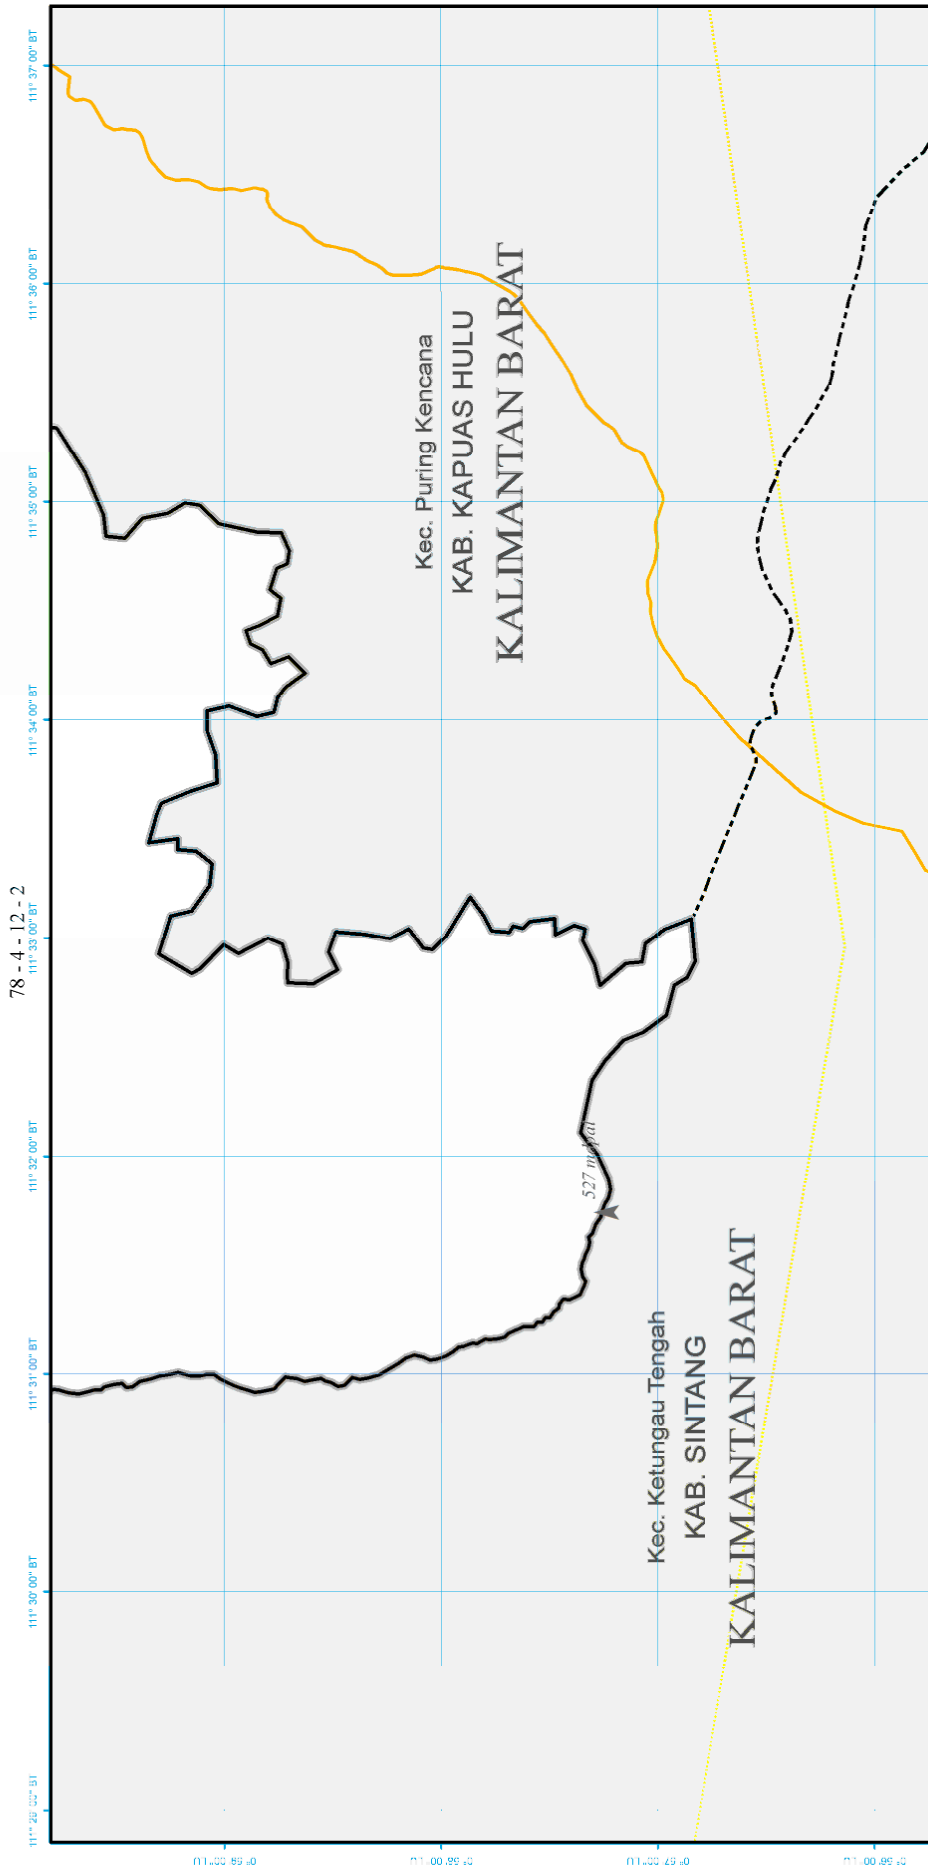 78 - 4 - 12 - 2
111° 37' 00" BT
111° 36' 00" BT
111° 35' 00" BT
111° 34' 00" BT
111° 33' 00" BT
111° 32' 00" BT
111° 31' 00" BT
111° 30' 00" BT
Kec. Puring Kencana
KAB. KAPUAS HULU
KALIMANTAN BARAT
527 mdpal
Kec. Ketungau Tengah
KAB. SINTANG
KALIMANTAN BARAT